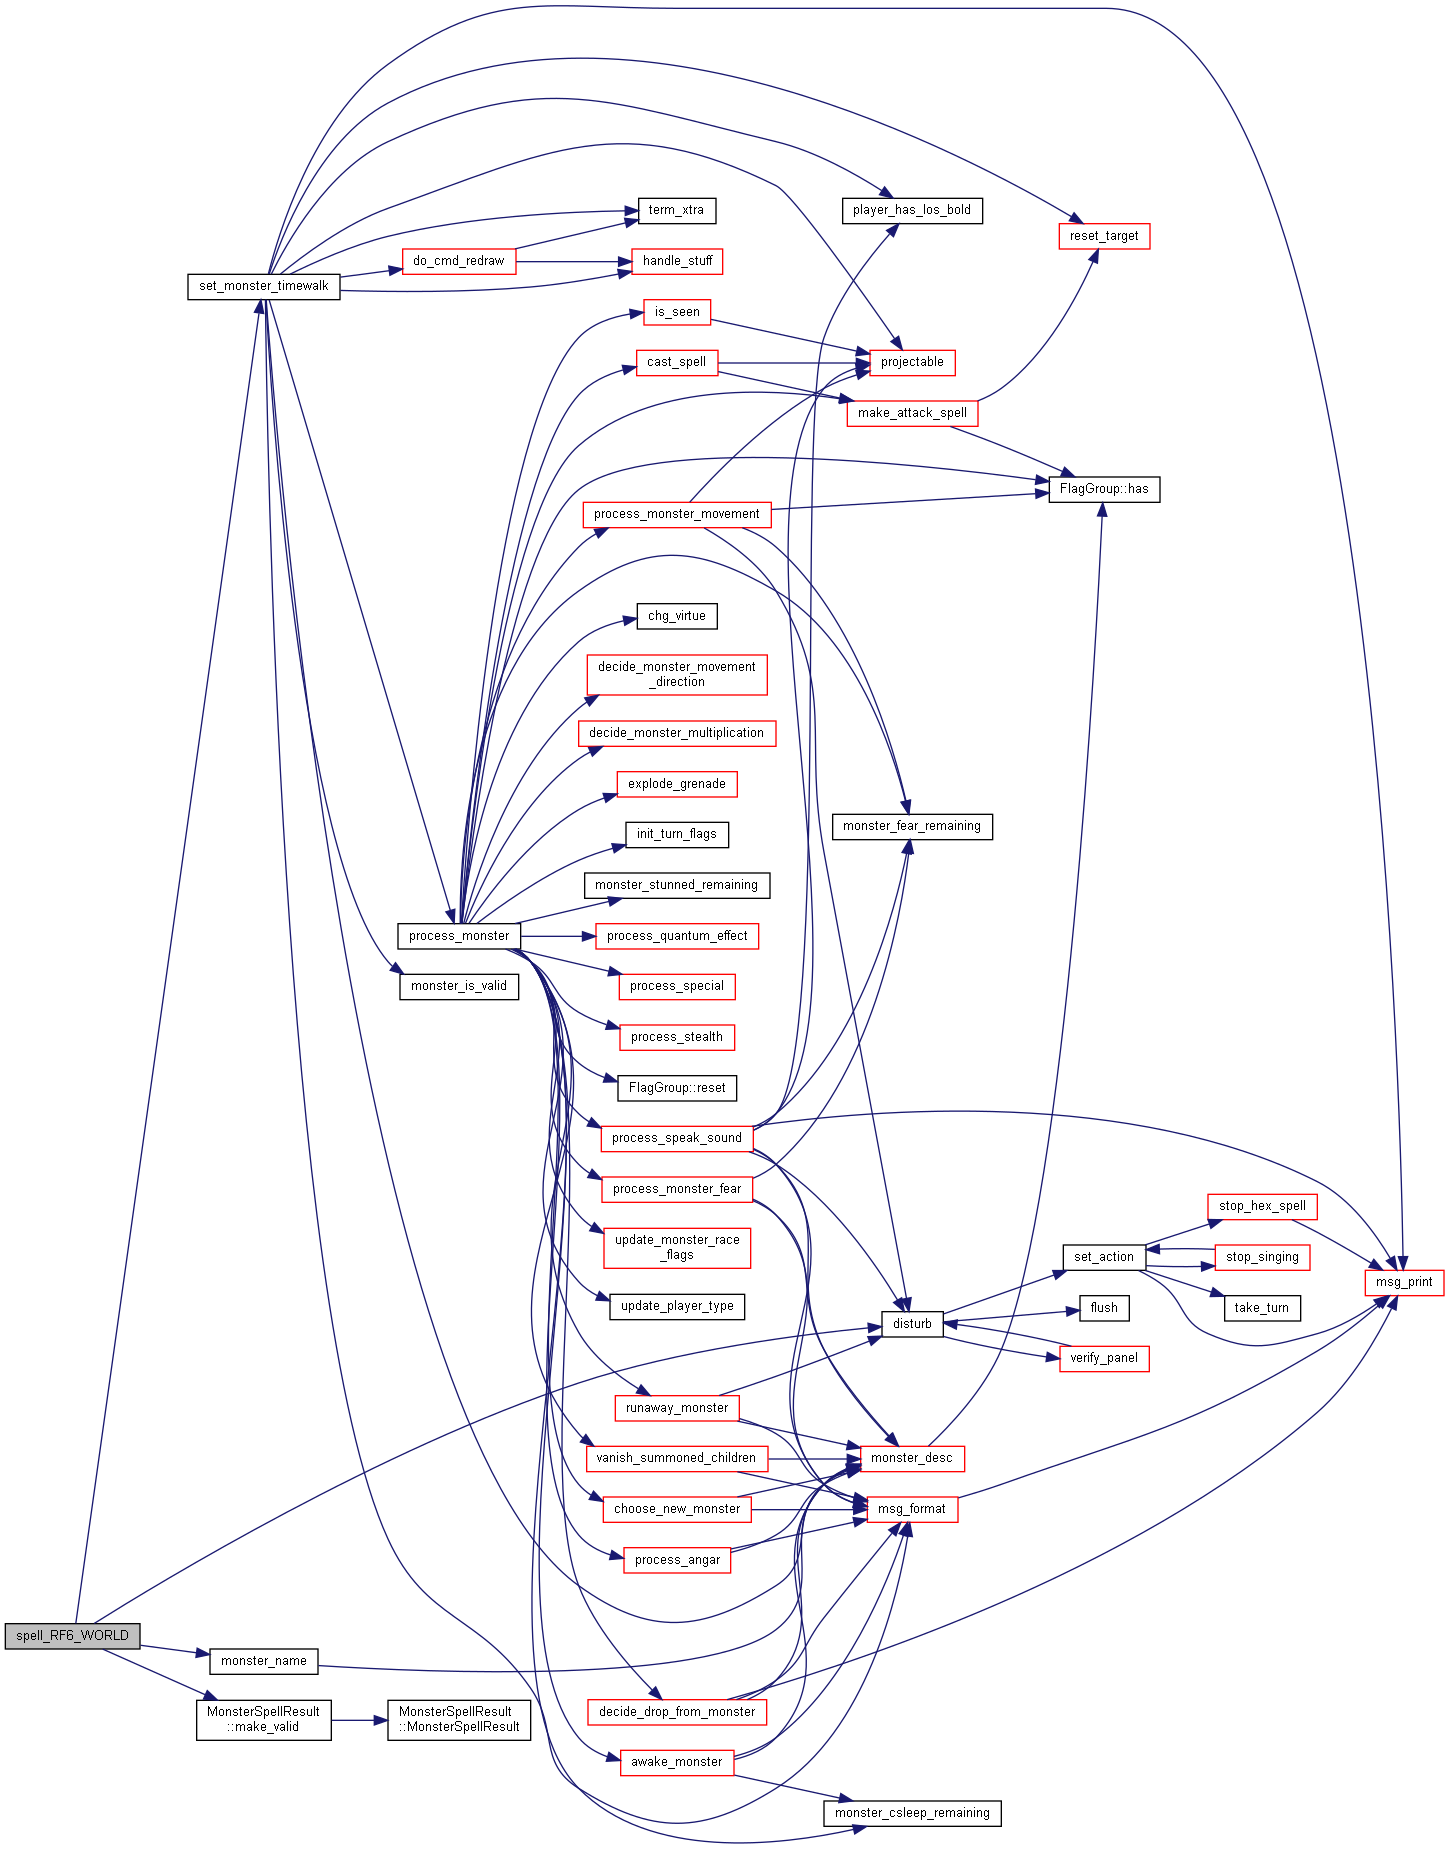 term_xtra
player_has_los_bold
reset_target
do_cmd_redraw
handle_stuff
set_monster_timewalk
is_seen
cast_spell
projectable
make_attack_spell
FlagGroup::has
process_monster_movement
chg_virtue
decide_monster_movement
_direction
decide_monster_multiplication
explode_grenade
init_turn_flags
monster_fear_remaining
monster_stunned_remaining
process_monster
process_quantum_effect
monster_is_valid
process_special
process_stealth
FlagGroup::reset
process_speak_sound
process_monster_fear
stop_hex_spell
update_monster_race
_flags
set_action
stop_singing
msg_print
update_player_type
disturb
flush
take_turn
verify_panel
runaway_monster
vanish_summoned_children
monster_desc
choose_new_monster
msg_format
process_angar
spell_RF6_WORLD
monster_name
MonsterSpellResult
::make_valid
MonsterSpellResult
::MonsterSpellResult
decide_drop_from_monster
awake_monster
monster_csleep_remaining